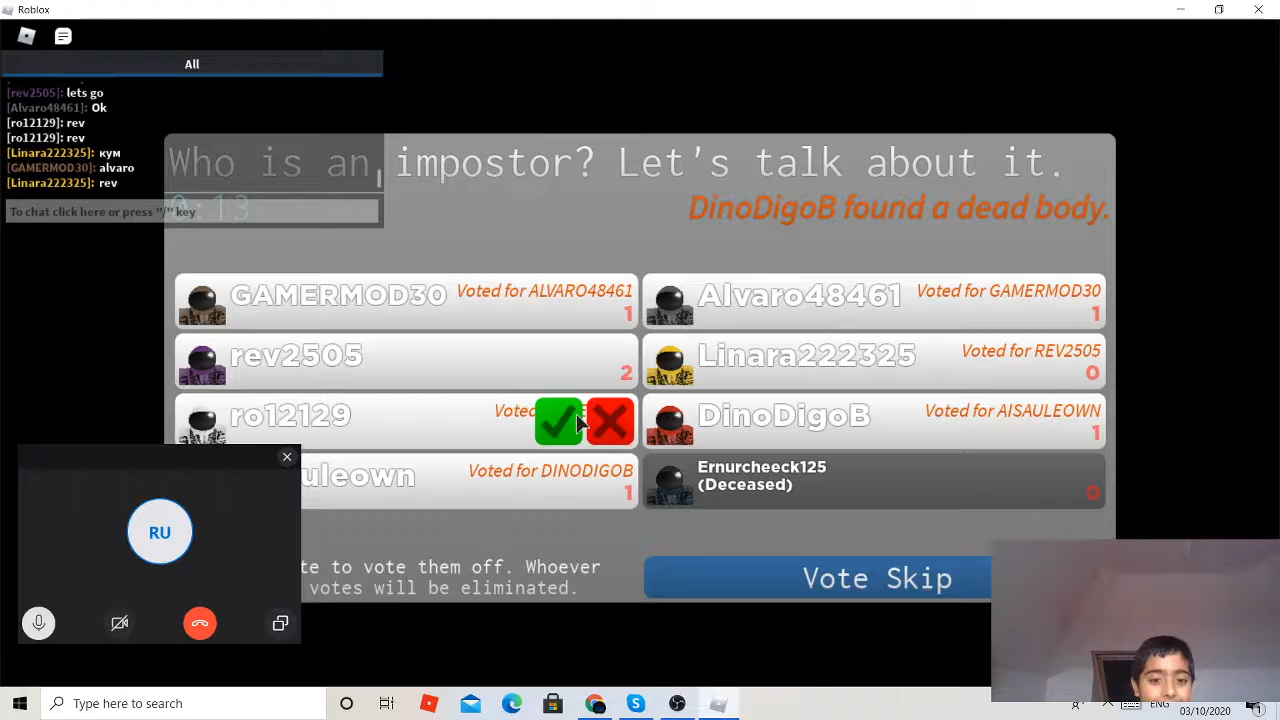 Roblox
All
[rev2505]: lets go
[Alvaro48461]: Ok
[ro12129]: rev
[ro12129]: rev
[Linara222325]: кум
[GAMERMOD30]: alvaro
[Linara222325]: rev
To chat click here or press "/" key
Who is an impostor? Let's talk about it.
0:13
DinoDigoB found a dead body.
GAMERMOD30 Voted for ALVARO48461
1
Alvaro48461 Voted for GAMERMOD30
1
rev2505
2
Linara222325 Voted for REV2505
0
ro12129 Voted
DinoDigoB Voted for AISAULEOWN
1
uleown Voted for DINODIGOB
1
Ernurcheeck125
(Deceased)
0
te to vote them off. Whoever
votes will be eliminated.
Vote Skip
RU
Type here to search
ENG
03/10/2020
1